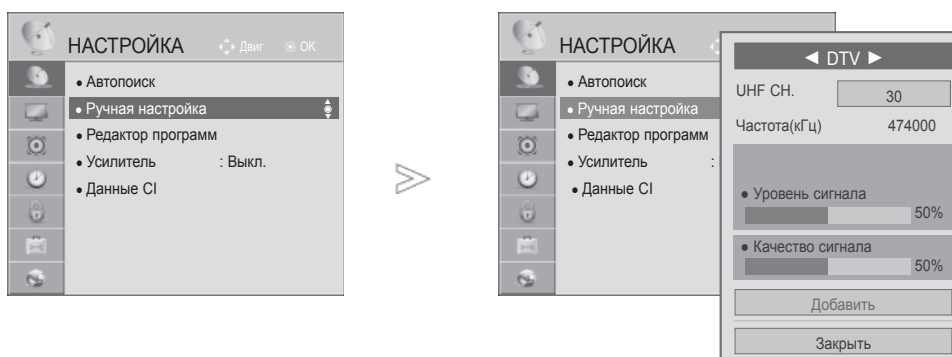 НАСТРОЙКА Двиг OK
• Автопоиск
• Ручная настройка
• Редактор программ
• Усилитель : Выкл.
• Данные CI
НАСТРОЙКА
• Автопоиск
• Ручная настройка
• Редактор программ
• Усилитель :
• Данные CI
◄ DTV ►
UHF CH. 30
Частота(кГц) 474000
• Уровень сигнала
50%
• Качество сигнала
50%
Добавить
Закрыть